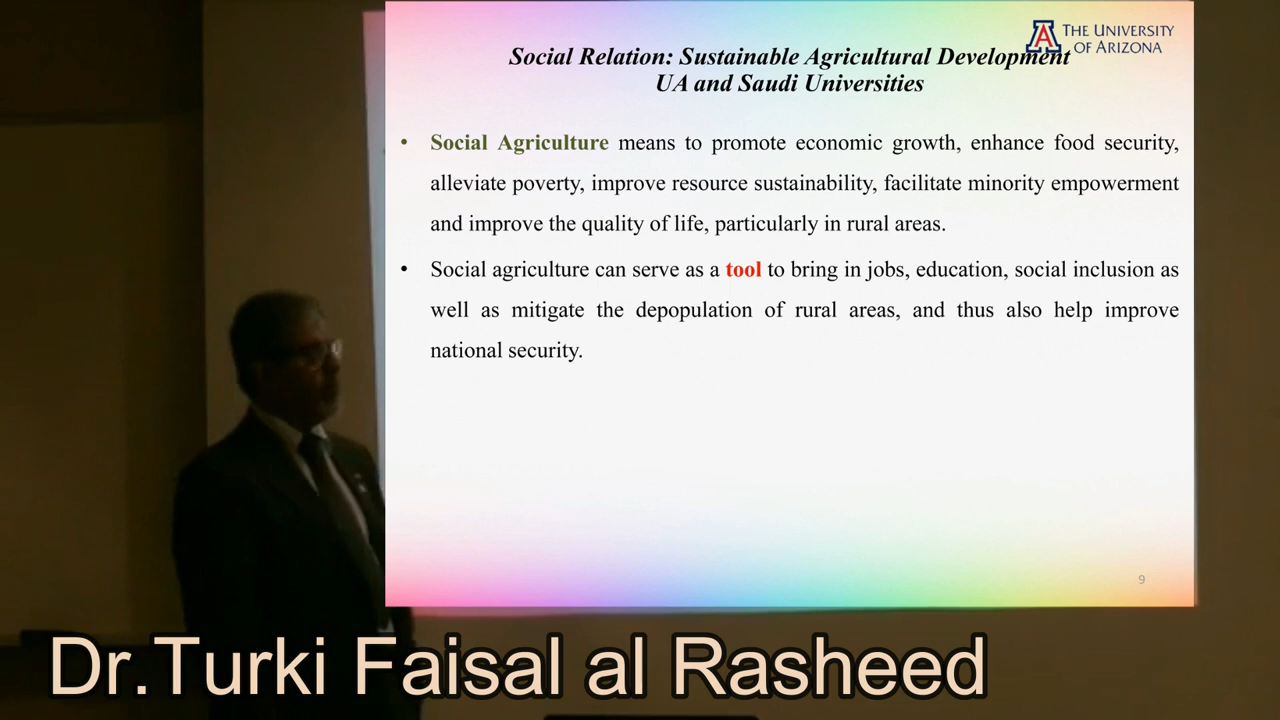 THE UNIVERSITY
OF ARIZONA
Social Relation: Sustainable Agricultural Development
UA and Saudi Universities
• Social Agriculture means to promote economic growth, enhance food security,
alleviate poverty, improve resource sustainability, facilitate minority empowerment
and improve the quality of life, particularly in rural areas.
• Social agriculture can serve as a tool to bring in jobs, education, social inclusion as
well as mitigate the depopulation of rural areas, and thus also help improve
national security.
9
Dr.Turki Faisal al Rasheed